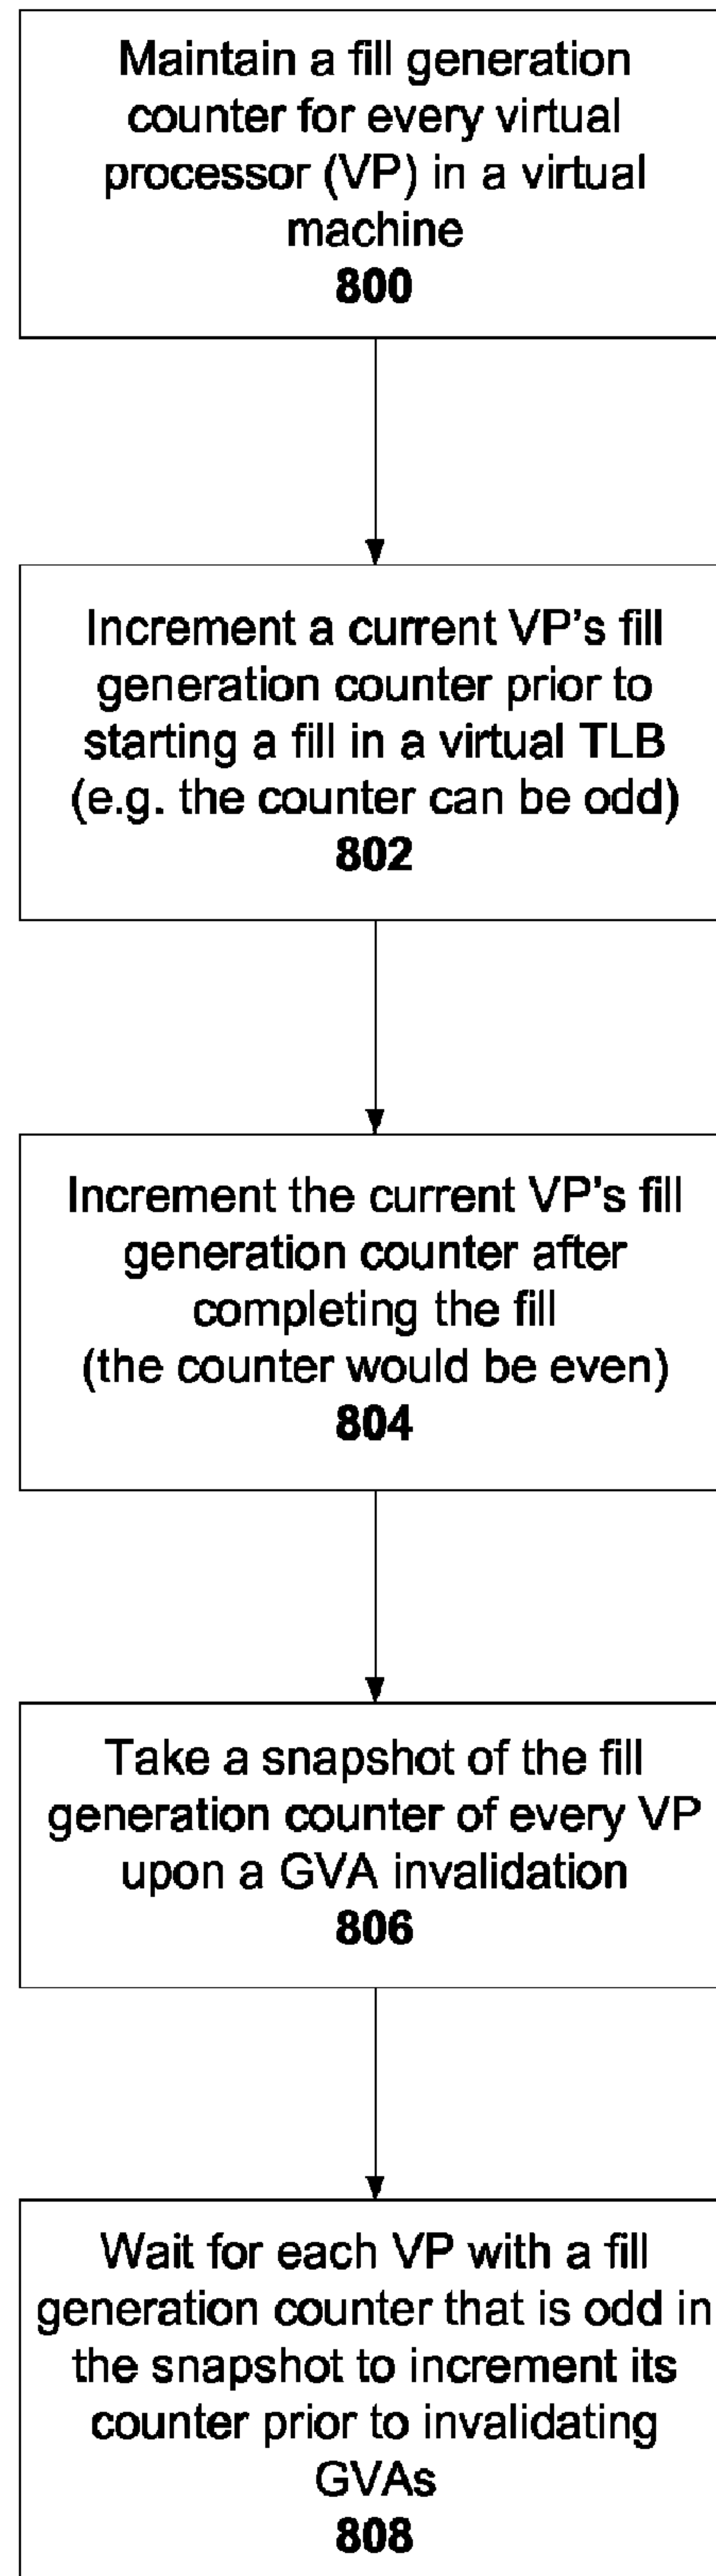 Maintain a fill generation
counter for every virtual
processor (VP) in a virtual
machine
800
Increment a current VP's fill
generation counter prior to
starting a fill in a virtual TLB
(e.g. the counter can be odd)
802
Increment the current VP's fill
generation counter after
completing the fill
(the counter would be even)
804
Take a snapshot of the fill
generation counter of every VP
upon a GVA invalidation
806
Wait for each VP with a fill
generation counter that is odd in
the snapshot to increment its
counter prior to invalidating
GVAs
808